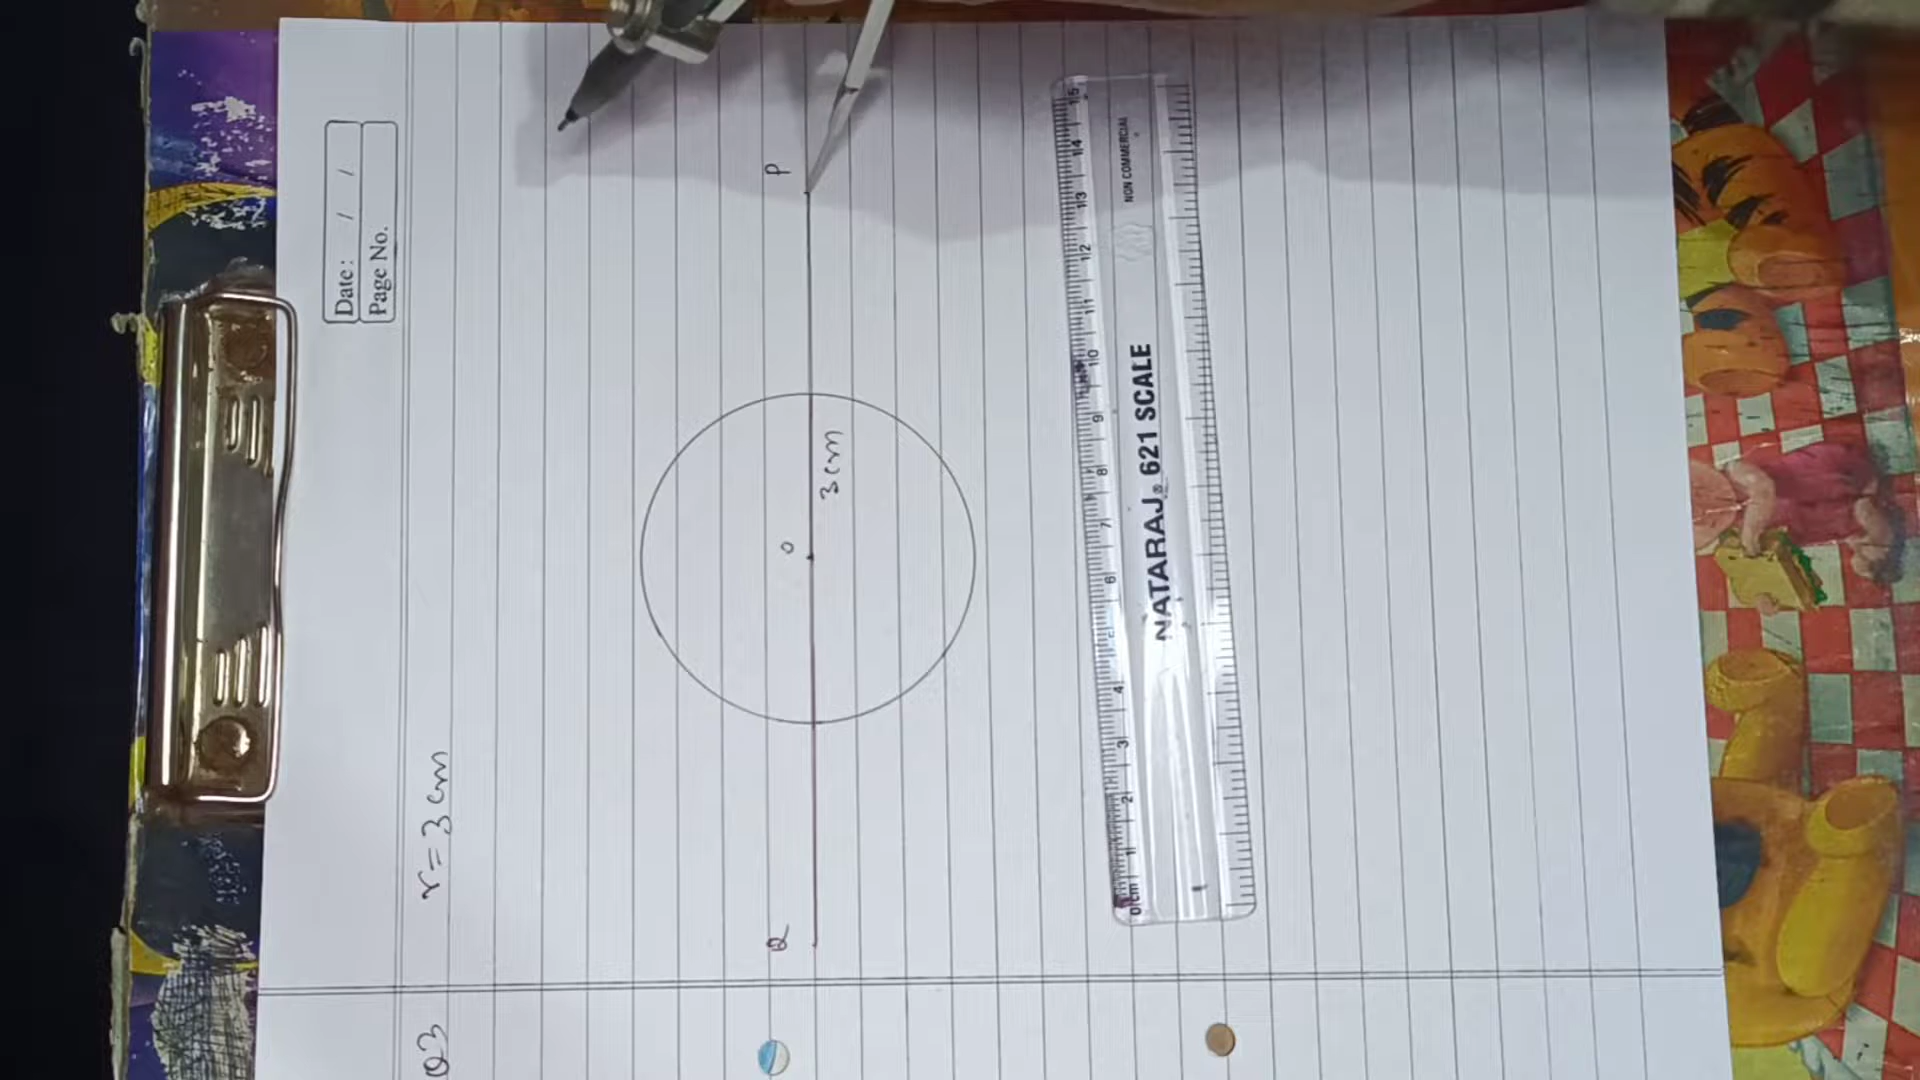 Date: / /
Page No.
Q3 r = 3 cm
Q O P
3 cm
0 cm 1 2 3 4 5 6 7 8 9 10 11 12 13 14 15
NATARAJ® 621 SCALE
NON COMMERCIAL